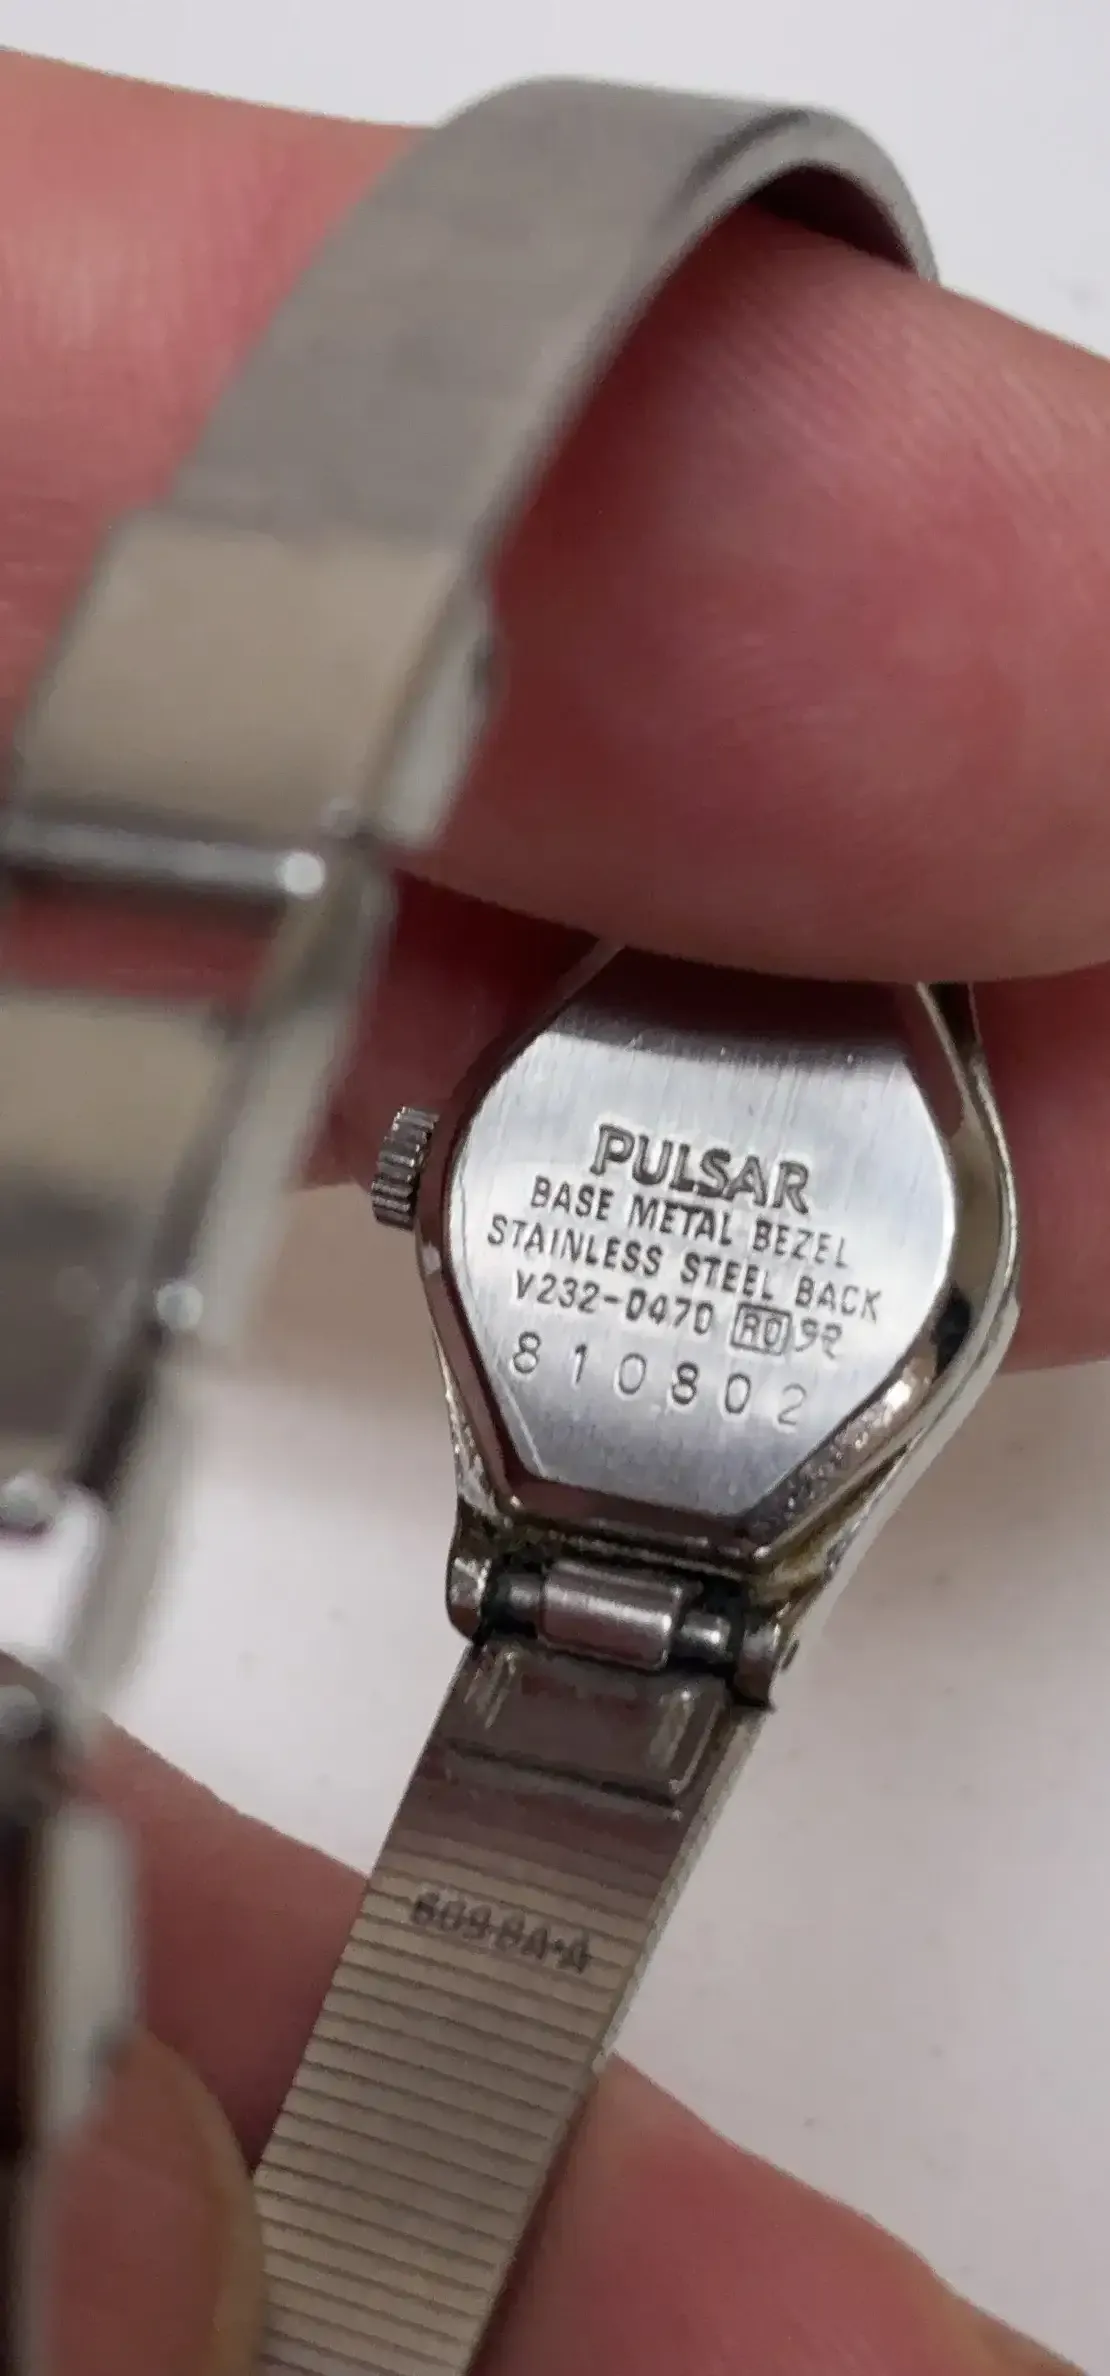 PULSAR
BASE METAL BEZEL
STAINLESS STEEL BACK
V232-0470 R0
810802